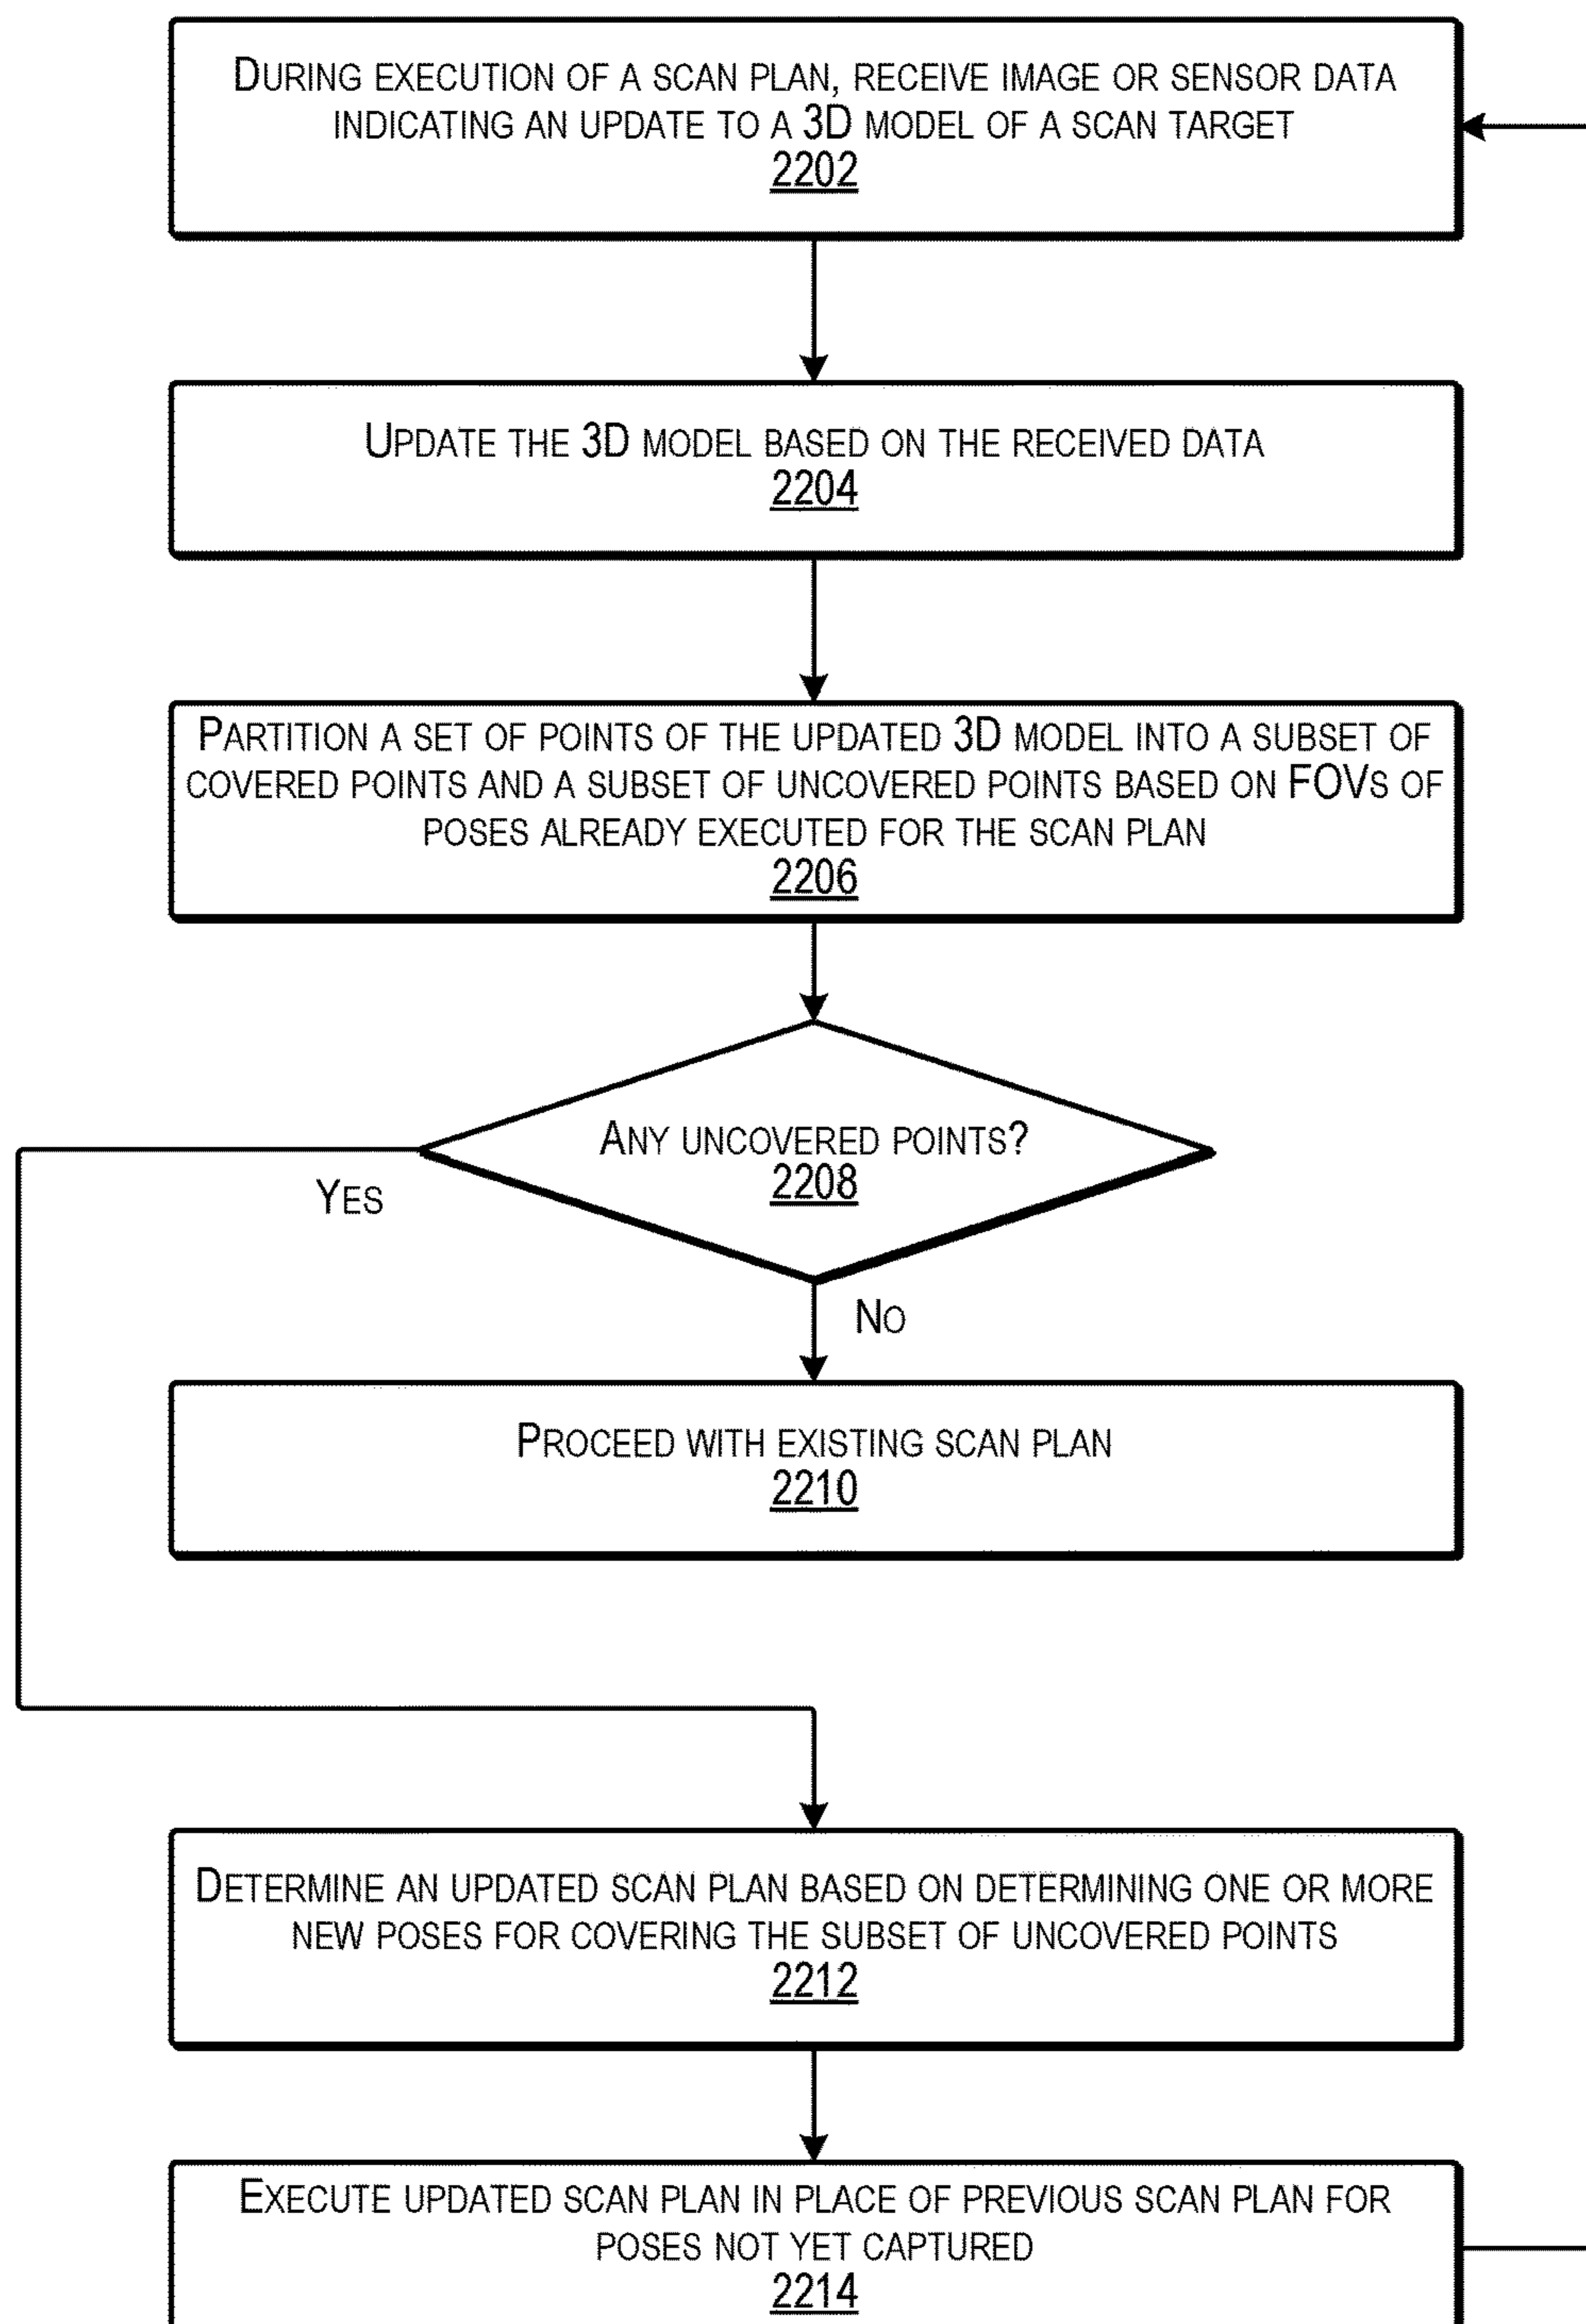 DURING EXECUTION OF A SCAN PLAN, RECEIVE IMAGE OR SENSOR DATA
INDICATING AN UPDATE TO A 3D MODEL OF A SCAN TARGET
2202
UPDATE THE 3D MODEL BASED ON THE RECEIVED DATA
2204
PARTITION A SET OF POINTS OF THE UPDATED 3D MODEL INTO A SUBSET OF
COVERED POINTS AND A SUBSET OF UNCOVERED POINTS BASED ON FOVS OF
POSES ALREADY EXECUTED FOR THE SCAN PLAN
2206
ANY UNCOVERED POINTS?
2208
YES
NO
PROCEED WITH EXISTING SCAN PLAN
2210
DETERMINE AN UPDATED SCAN PLAN BASED ON DETERMINING ONE OR MORE
NEW POSES FOR COVERING THE SUBSET OF UNCOVERED POINTS
2212
EXECUTE UPDATED SCAN PLAN IN PLACE OF PREVIOUS SCAN PLAN FOR
POSES NOT YET CAPTURED
2214